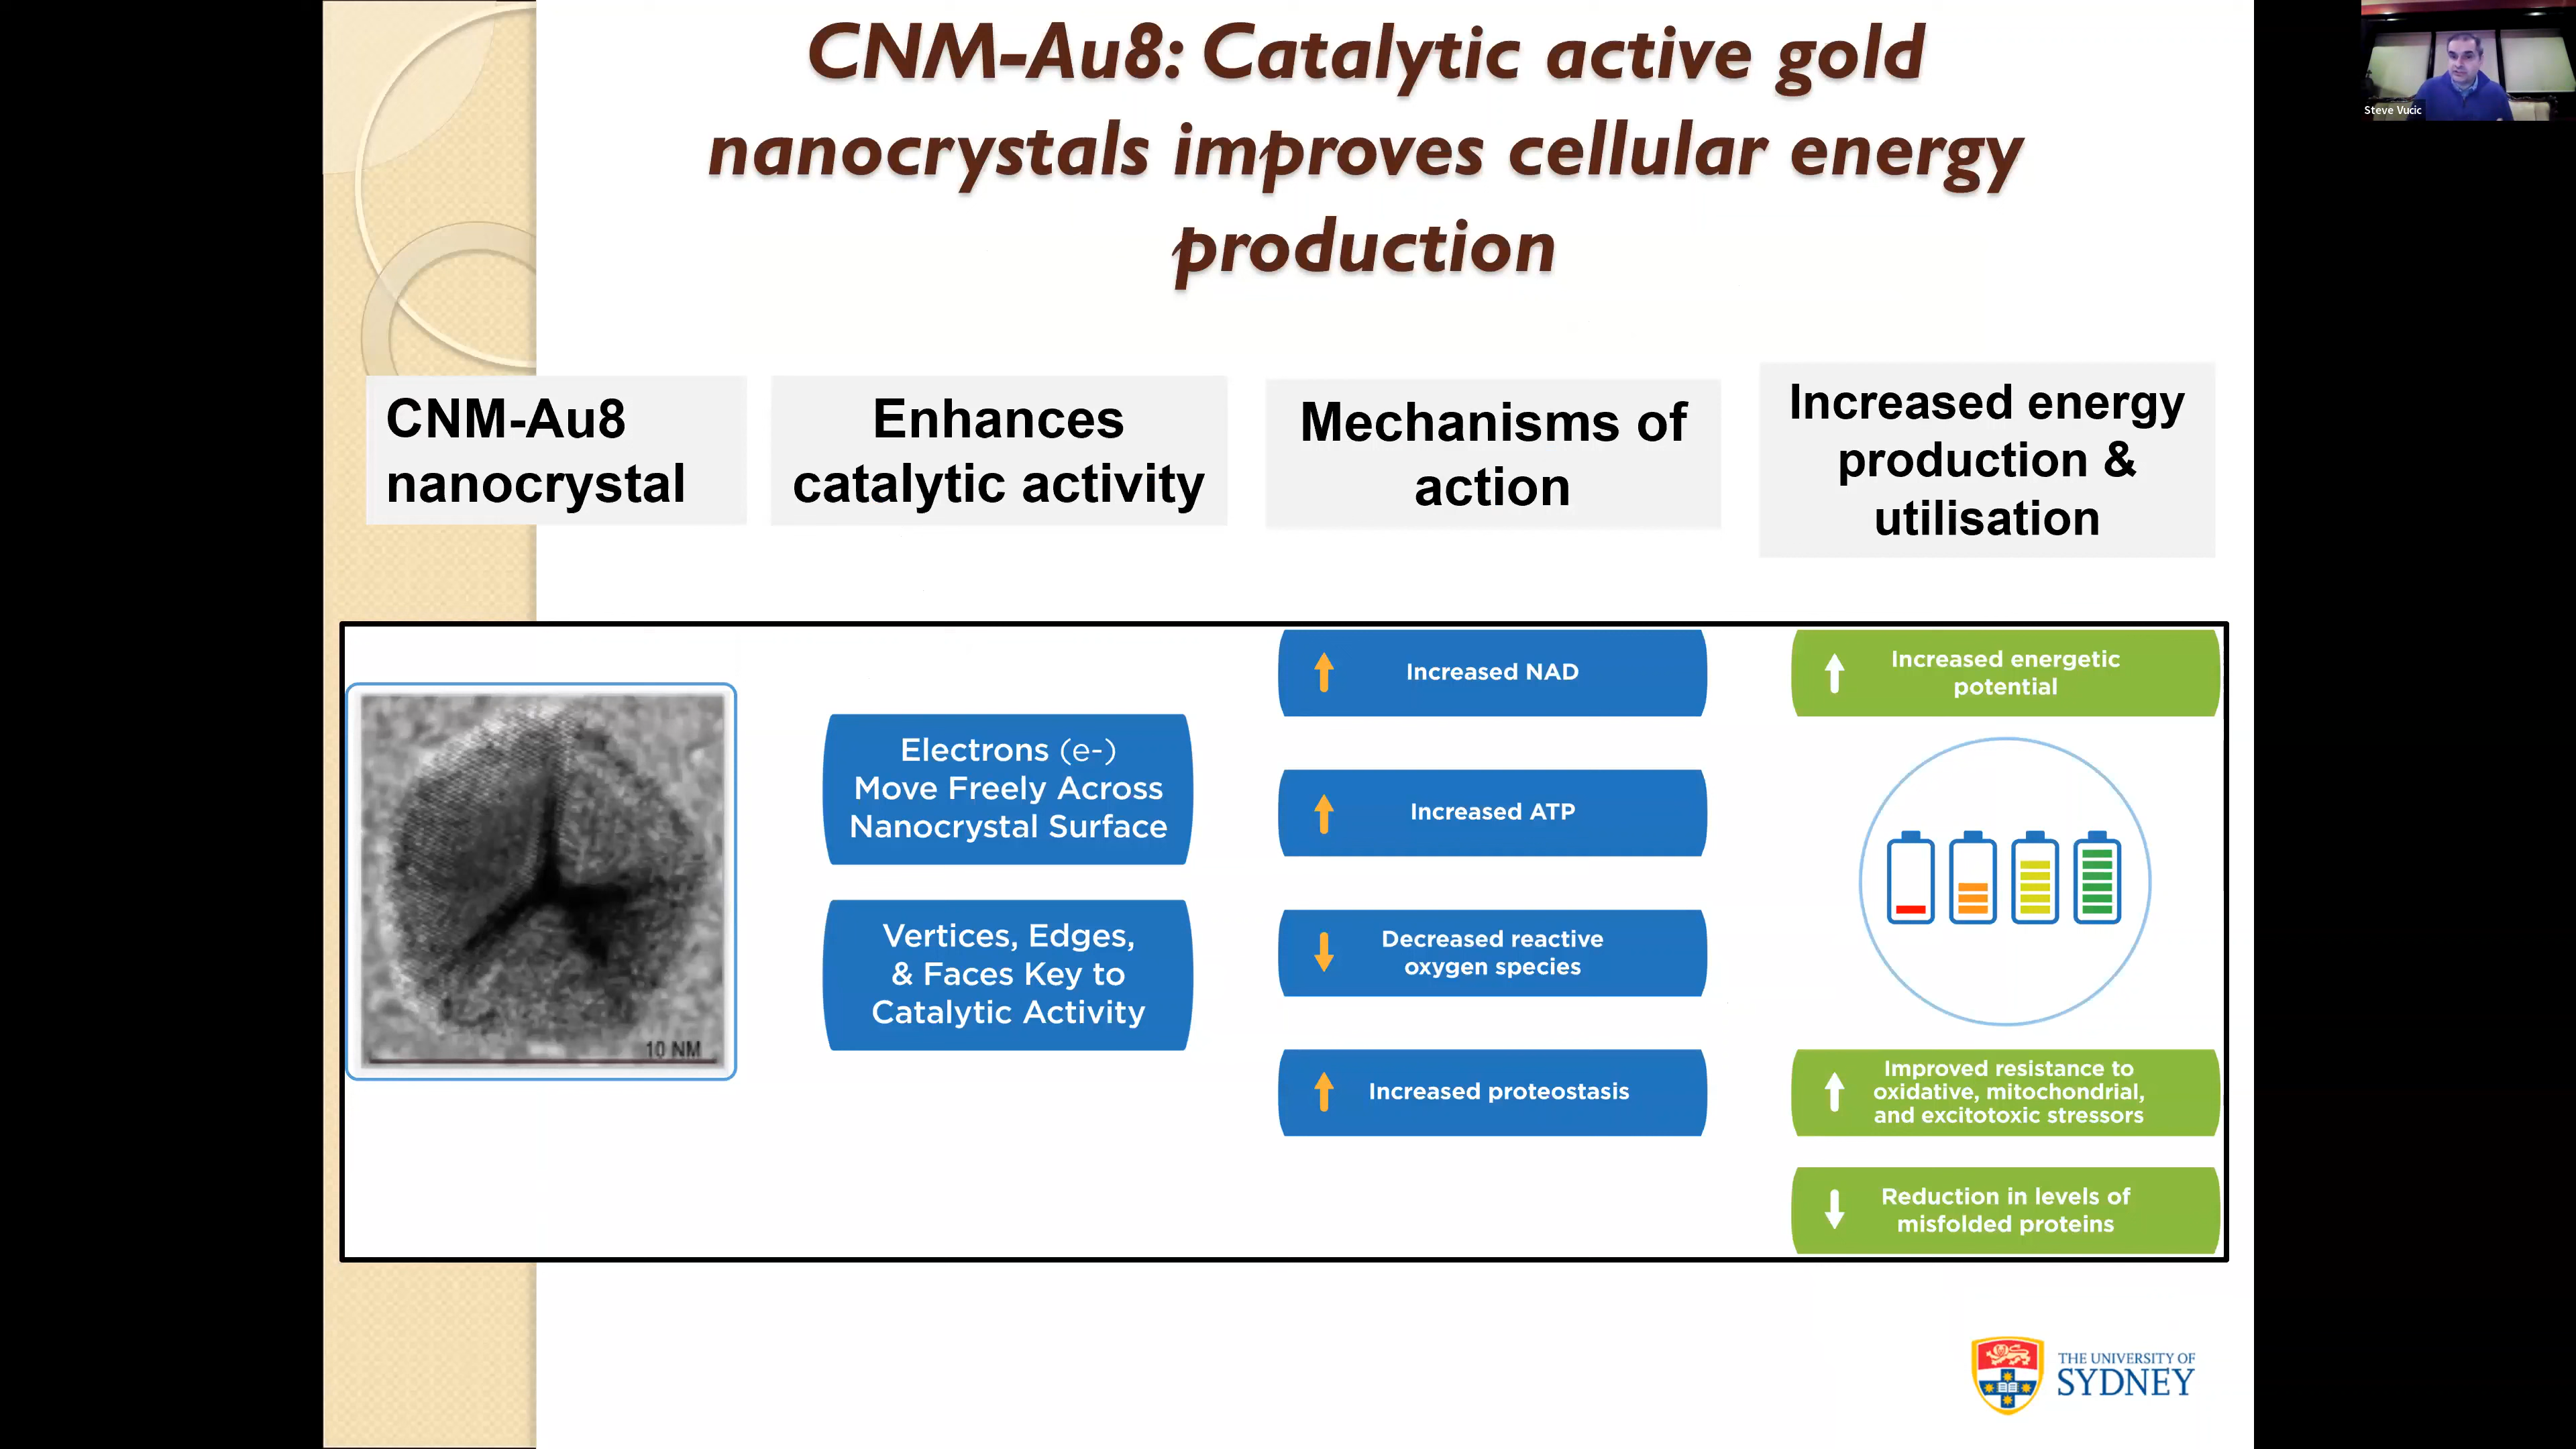 CNM-Au8: Catalytic active gold
nanocrystals improves cellular energy
production
Steve Vucic
CNM-Au8
nanocrystal
Enhances
catalytic activity
Mechanisms of
action
Increased energy
production &
utilisation
10 NM
Electrons (e-)
Move Freely Across
Nanocrystal Surface
Vertices, Edges,
& Faces Key to
Catalytic Activity
Increased NAD
Increased ATP
Decreased reactive
oxygen species
Increased proteostasis
Increased energetic
potential
Improved resistance to
oxidative, mitochondrial,
and excitotoxic stressors
Reduction in levels of
misfolded proteins
THE UNIVERSITY OF
SYDNEY